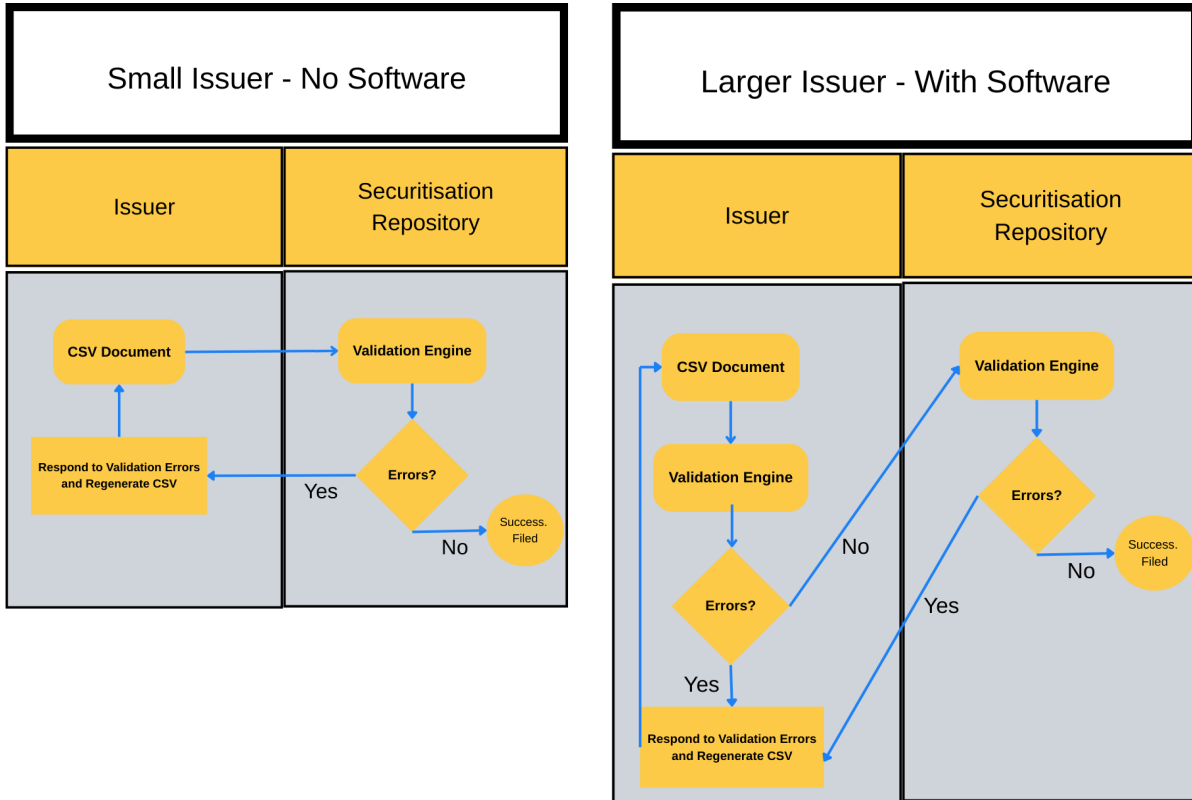 Small Issuer - No Software
Issuer
Securitisation
Repository
CSV Document
Validation Engine
Respond to Validation Errors
and Regenerate CSV
Errors?
Yes
No
Success.
Filed
Larger Issuer - With Software
Issuer
Securitisation
Repository
CSV Document
Validation Engine
Validation Engine
Errors?
Errors?
No
Success.
Filed
No
Yes
Yes
Respond to Validation Errors
and Regenerate CSV